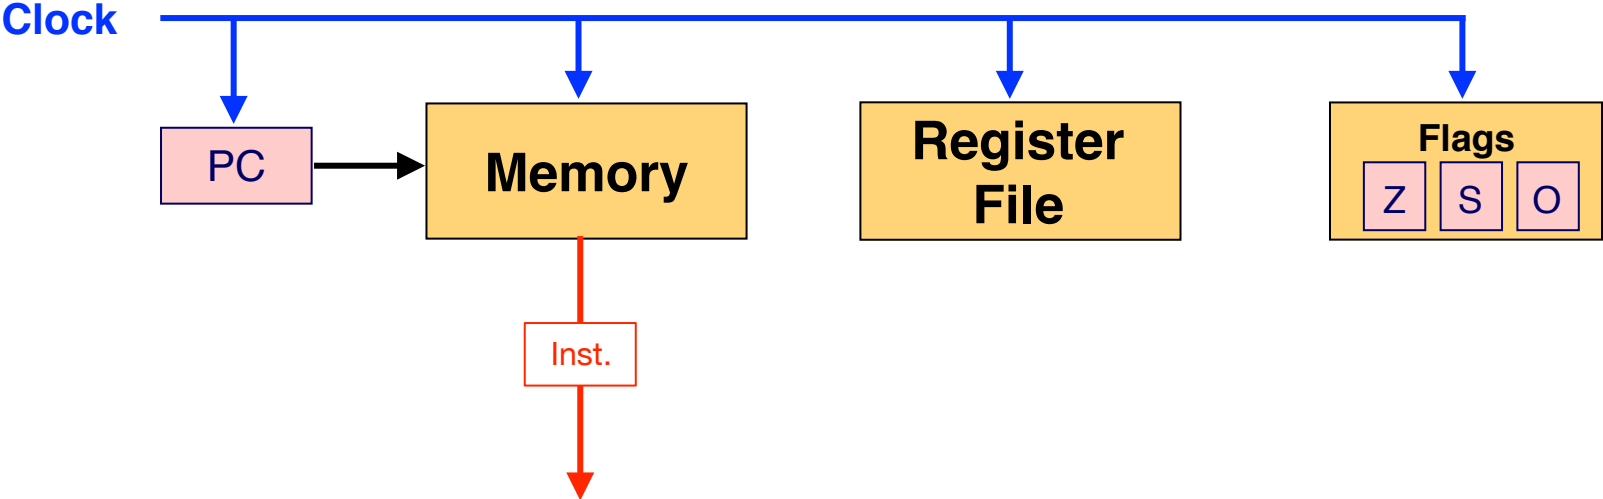 Clock
PC
Memory
Register
File
Flags
Z S O
Inst.